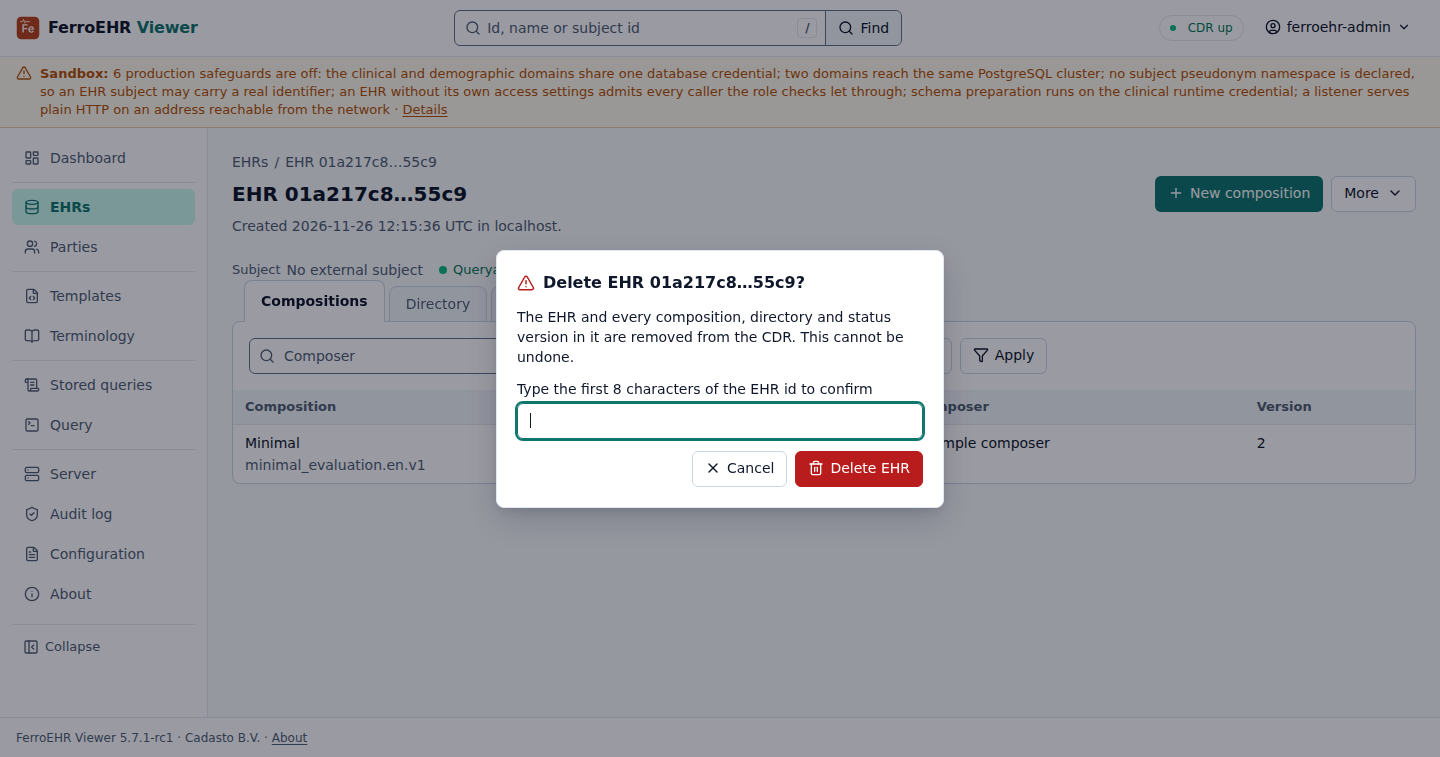 FerroEHR Viewer
Id, name or subject id
/
Find
CDR up
ferroehr-admin
Sandbox: 6 production safeguards are off: the clinical and demographic domains share one database credential; two domains reach the same PostgreSQL cluster; no subject pseudonym namespace is declared,
so an EHR subject may carry a real identifier; an EHR without its own access settings admits every caller the role checks let through; schema preparation runs on the clinical runtime credential; a listener serves
plain HTTP on an address reachable from the network · Details
Dashboard
EHRs
Parties
Templates
Terminology
Stored queries
Query
Server
Audit log
Configuration
About
Collapse
EHRs / EHR 01a217c8…55c9
EHR 01a217c8…55c9
New composition
More
Created 2026-11-26 12:15:36 UTC in localhost.
Subject No external subject
Compositions
Directory
Composer
Apply
Composition
Version
Minimal
composer
2
minimal_evaluation.en.v1
Delete EHR 01a217c8…55c9?
The EHR and every composition, directory and status
version in it are removed from the CDR. This cannot be
undone.
Type the first 8 characters of the EHR id to confirm
Cancel
Delete EHR
FerroEHR Viewer 5.7.1-rc1 · Cadasto B.V. · About